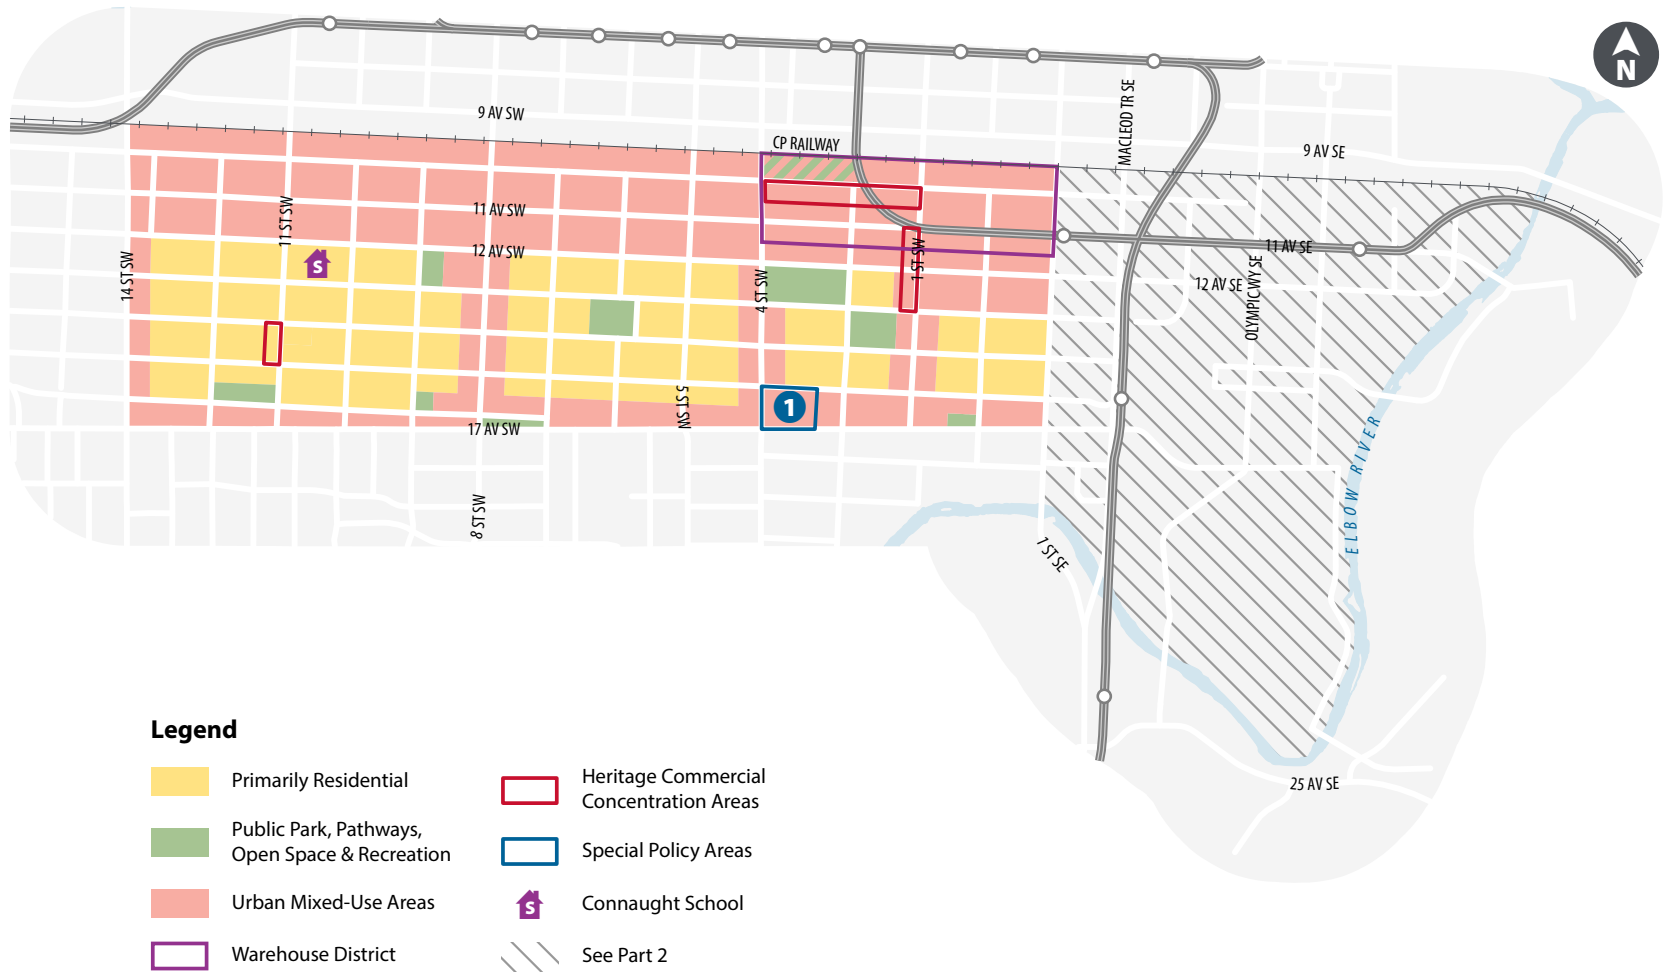 N
9 AV SW
MACLEOD TR SE
CP RAILWAY
9 AV SE
11 ST SW
11 AV SW
12 AV SW
14 ST SW
S
4 ST SW
1 ST SW
11 AV SE
12 AV SE
OLYMPIC WY SE
5 ST SW
1
17 AV SW
ELBOW RIVER
8 ST SW
1 ST SE
25 AV SE
Legend
Primarily Residential
Public Park, Pathways,
Open Space & Recreation
Urban Mixed-Use Areas
Warehouse District
Heritage Commercial
Concentration Areas
Special Policy Areas
S
Connaught School
See Part 2